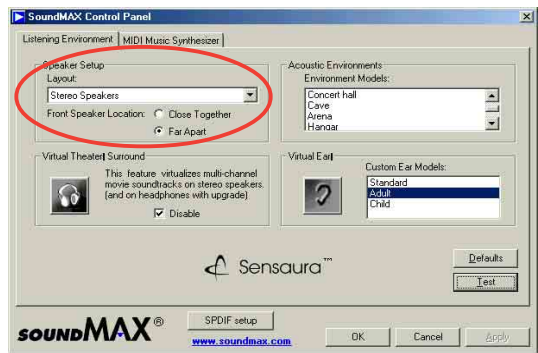 SoundMAX Control Panel
Listening Environment
MIDI Music Synthesizer
Speaker Setup
Layout:
Stereo Speakers
Front Speaker Location:
Close Together
Far Apart
Acoustic Environments
Environment Models:
Concert hall
Cave
Arena
Hangar
Virtual Theater Surround
This feature virtualizes multi-channel
movie soundtracks on stereo speakers.
(and on headphones with upgrade)
Disable
Virtual Ear
Custom Ear Models:
Standard
Adult
Child
Sensaura™
Defaults
Test
SOUNDMAX®
SPDIF setup
www.soundmax.com
OK
Cancel
Apply